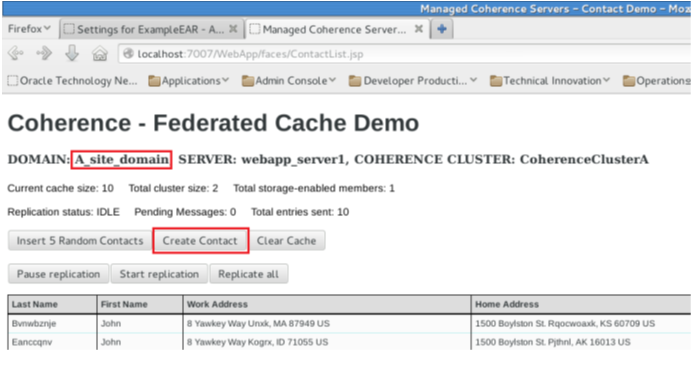 Managed Coherence Servers - Contact Demo - Moz
Firefox Settings for ExampleEAR - A... Managed Coherence Server...
localhost:7007/WebApp/faces/ContactList.jsp
Oracle Technology Ne... Applications Admin Console Developer Producti... Technical Innovation Operations
Coherence - Federated Cache Demo
DOMAIN: A_site_domain SERVER: webapp_server1, COHERENCE CLUSTER: CoherenceClusterA
Current cache size: 10 Total cluster size: 2 Total storage-enabled members: 1
Replication status: IDLE Pending Messages: 0 Total entries sent: 10
Insert 5 Random Contacts Create Contact Clear Cache
Pause replication Start replication Replicate all
Last Name First Name Work Address Home Address
Bvnwbznje John 8 Yawkey Way Unxk, MA 87949 US 1500 Boylston St. Rqocwoaxk, KS 60709 US
Eanccqnv John 8 Yawkey Way Kogrx, ID 71055 US 1500 Boylston St. Pjthnl, AK 16013 US